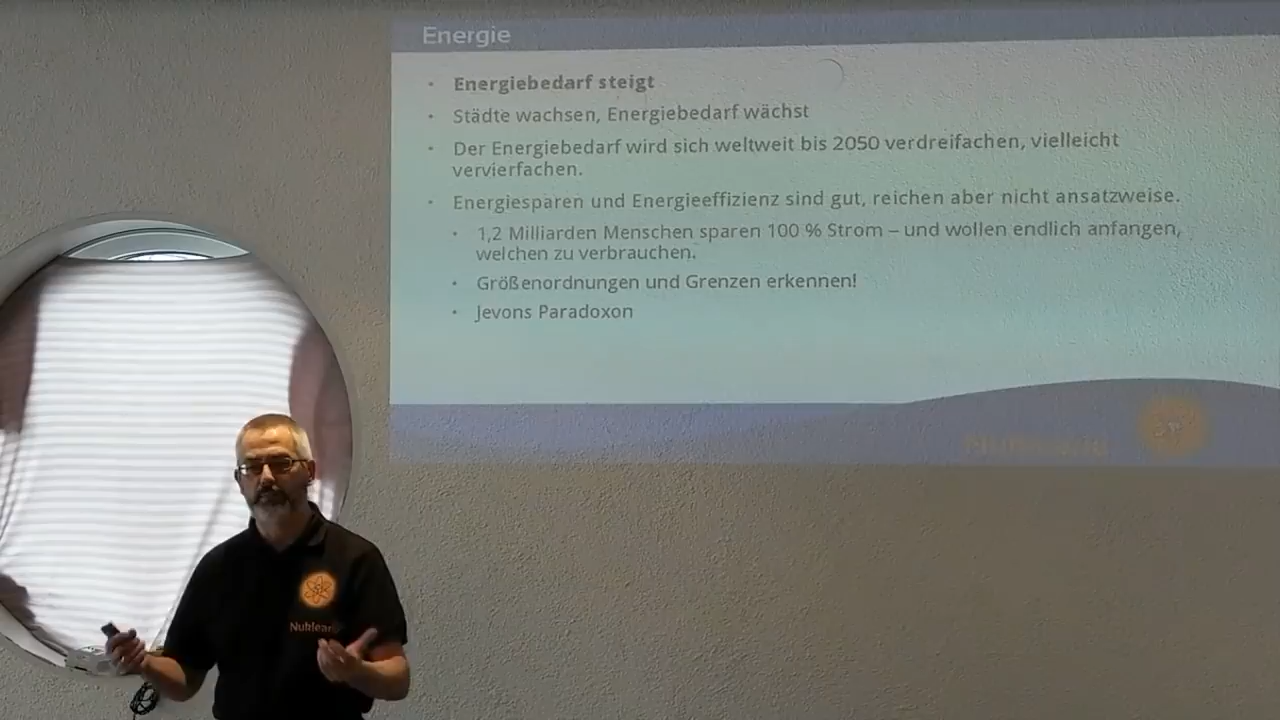 Energie
• Energiebedarf steigt
• Städte wachsen, Energiebedarf wächst
• Der Energiebedarf wird sich weltweit bis 2050 verdreifachen, vielleicht
vervierfachen.
• Energiesparen und Energieeffizienz sind gut, reichen aber nicht ansatzweise.
• 1,2 Milliarden Menschen sparen 100 % Strom – und wollen endlich anfangen,
welchen zu verbrauchen.
• Größenordnungen und Grenzen erkennen!
• Jevons Paradoxon